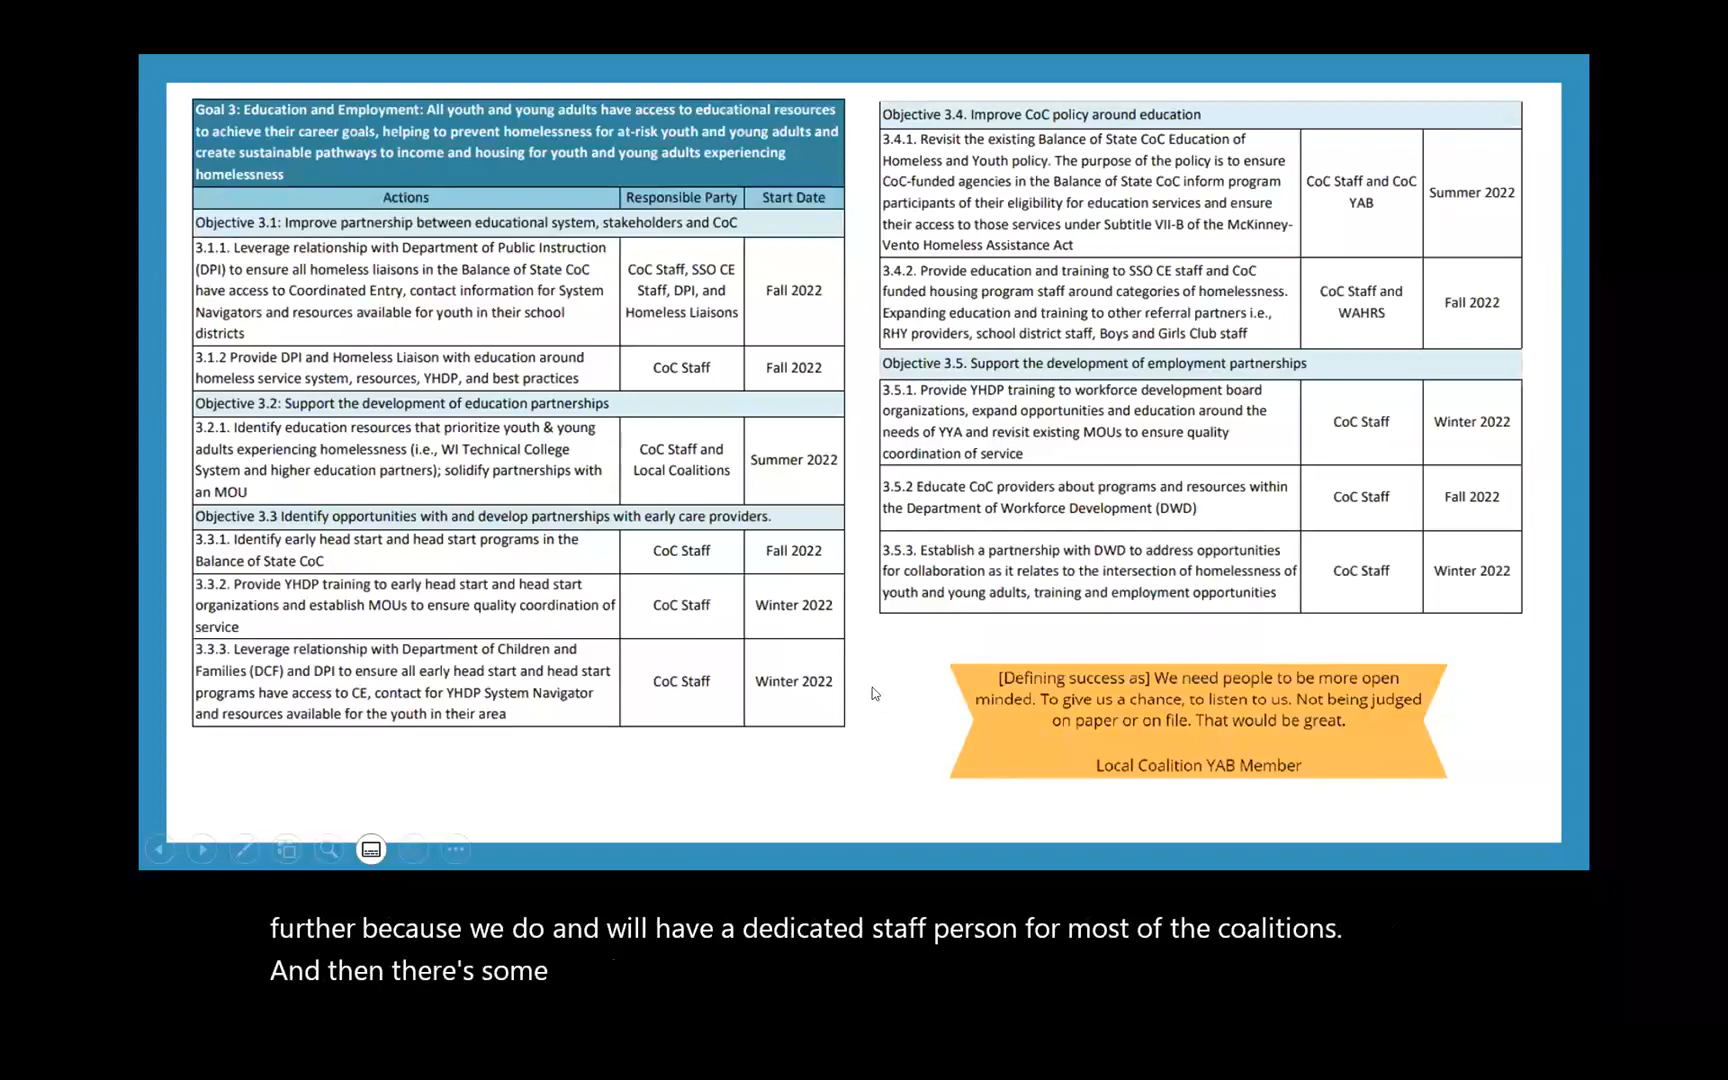 Goal 3: Education and Employment: All youth and young adults have access to educational resources
to achieve their career goals, helping to prevent homelessness for at-risk youth and young adults and
create sustainable pathways to income and housing for youth and young adults experiencing
homelessness
Actions
Responsible Party
Start Date
Objective 3.1: Improve partnership between educational system, stakeholders and CoC
3.1.1. Leverage relationship with Department of Public Instruction
(DPI) to ensure all homeless liaisons in the Balance of State CoC
have access to Coordinated Entry, contact information for System
Navigators and resources available for youth in their school
districts
CoC Staff, SSO CE
Staff, DPI, and
Homeless Liaisons
Fall 2022
3.1.2 Provide DPI and Homeless Liaison with education around
homeless service system, resources, YHDP, and best practices
CoC Staff
Fall 2022
Objective 3.2: Support the development of education partnerships
3.2.1. Identify education resources that prioritize youth & young
adults experiencing homelessness (i.e., WI Technical College
System and higher education partners); solidify partnerships with
an MOU
CoC Staff and
Local Coalitions
Summer 2022
Objective 3.3 Identify opportunities with and develop partnerships with early care providers.
3.3.1. Identify early head start and head start programs in the
Balance of State CoC
CoC Staff
Fall 2022
3.3.2. Provide YHDP training to early head start and head start
organizations and establish MOUs to ensure quality coordination of
service
CoC Staff
Winter 2022
3.3.3. Leverage relationship with Department of Children and
Families (DCF) and DPI to ensure all early head start and head start
programs have access to CE, contact for YHDP System Navigator
and resources available for the youth in their area
CoC Staff
Winter 2022
Objective 3.4. Improve CoC policy around education
3.4.1. Revisit the existing Balance of State CoC Education of
Homeless and Youth policy. The purpose of the policy is to ensure
CoC-funded agencies in the Balance of State CoC inform program
participants of their eligibility for education services and ensure
their access to those services under Subtitle VII-B of the McKinney-
Vento Homeless Assistance Act
CoC Staff and CoC
YAB
Summer 2022
3.4.2. Provide education and training to SSO CE staff and CoC
funded housing program staff around categories of homelessness.
Expanding education and training to other referral partners i.e.,
RHY providers, school district staff, Boys and Girls Club staff
CoC Staff and
WAHRS
Fall 2022
Objective 3.5. Support the development of employment partnerships
3.5.1. Provide YHDP training to workforce development board
organizations, expand opportunities and education around the
needs of YYA and revisit existing MOUs to ensure quality
coordination of service
CoC Staff
Winter 2022
3.5.2 Educate CoC providers about programs and resources within
the Department of Workforce Development (DWD)
CoC Staff
Fall 2022
3.5.3. Establish a partnership with DWD to address opportunities
for collaboration as it relates to the intersection of homelessness of
youth and young adults, training and employment opportunities
CoC Staff
Winter 2022
[Defining success as] We need people to be more open
minded. To give us a chance, to listen to us. Not being judged
on paper or on file. That would be great.
Local Coalition YAB Member
further because we do and will have a dedicated staff person for most of the coalitions.
And then there's some